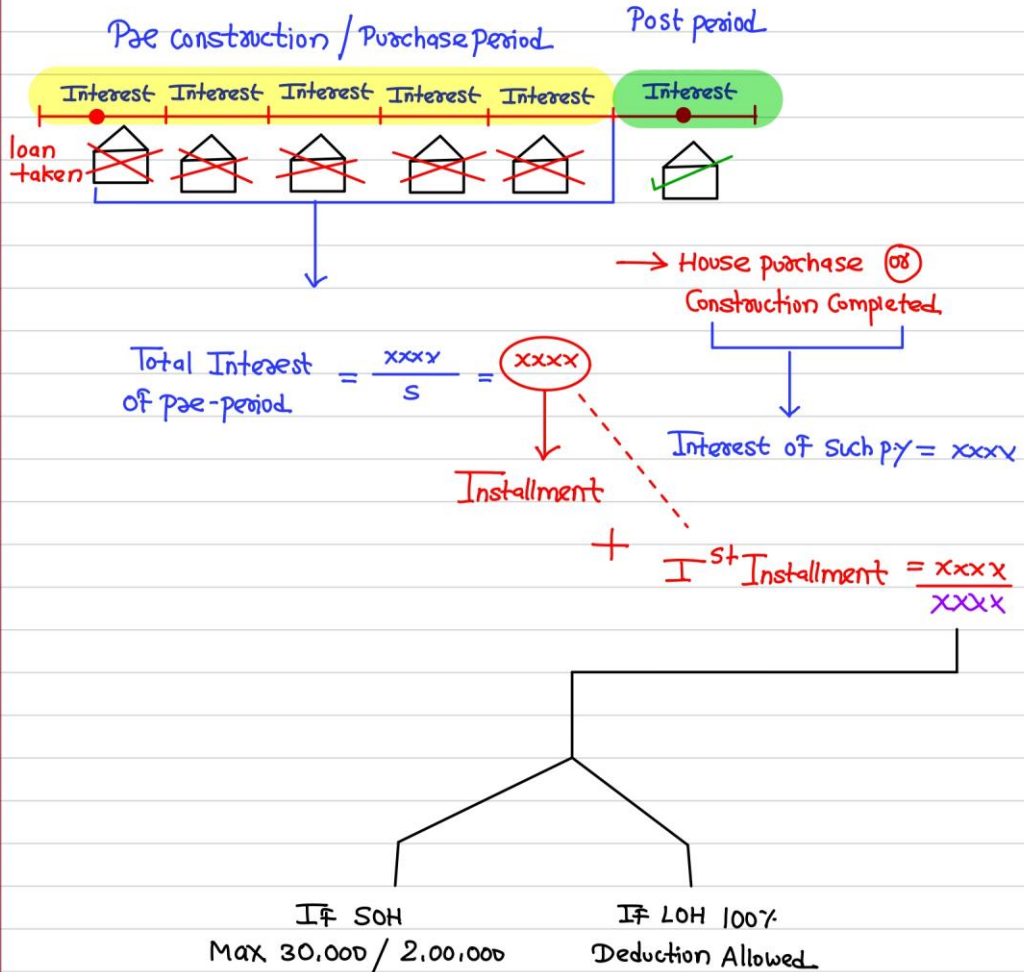 Pre construction / Purchase Period
Post period
Interest Interest Interest Interest Interest Interest
loan
taken
→ House purchase or
Construction Completed
Total Interest
of pre-period = xxxx / 5 = xxxx
Interest of such p.y = xxxx
Installment
+ Ist Installment = xxxx
xxxx
If SOH
Max 30,000 / 2,00,000
If LOH 100%
Deduction Allowed